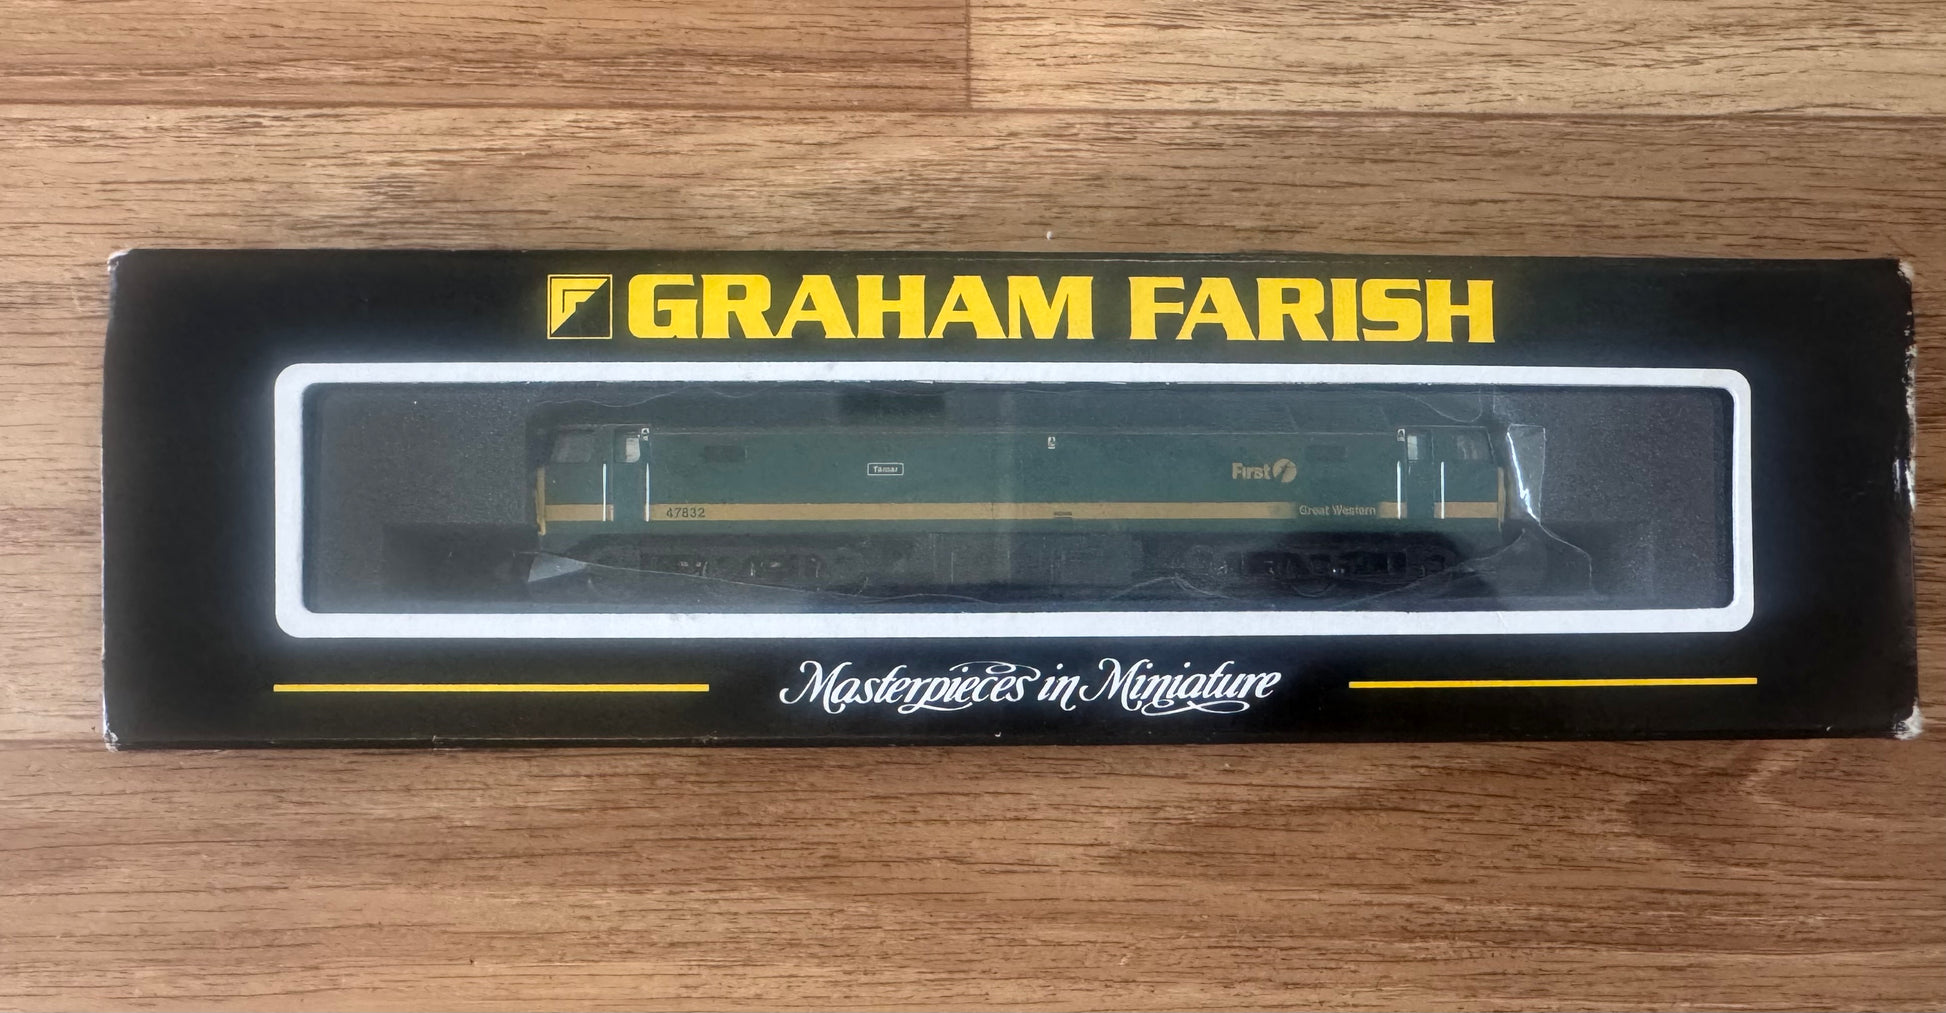 GRAHAM FARISH
Tamar
First
47832
Great Western
Masterpieces in Miniature